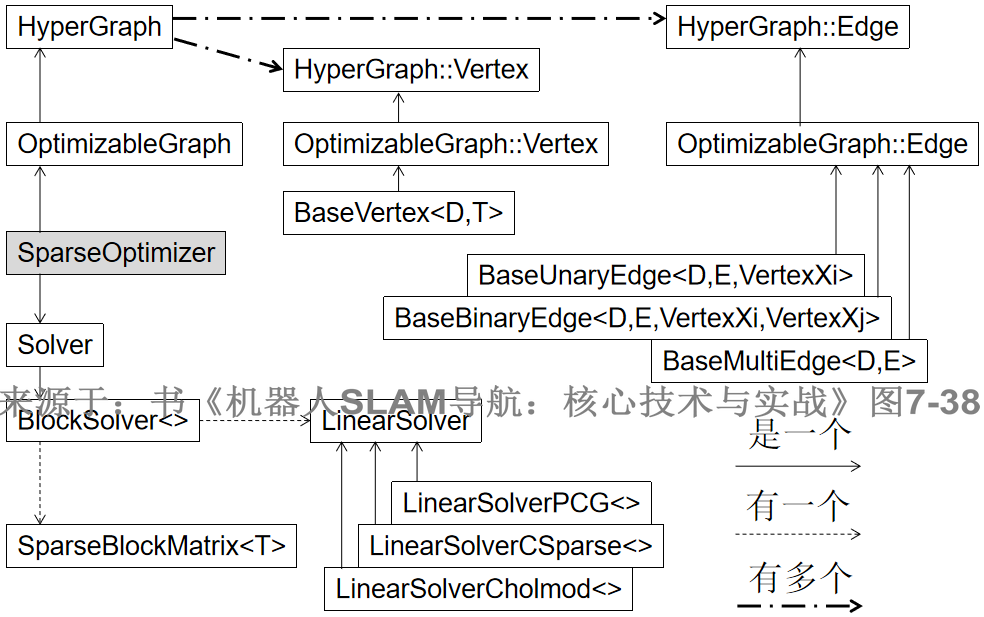 HyperGraph
HyperGraph::Edge
HyperGraph::Vertex
OptimizableGraph
OptimizableGraph::Vertex
OptimizableGraph::Edge
BaseVertex<D,T>
SparseOptimizer
BaseUnaryEdge<D,E,VertexXi>
BaseBinaryEdge<D,E,VertexXi,VertexXj>
Solver
BaseMultiEdge<D,E>
来源于：书《机器人SLAM导航：核心技术与实战》图7-38
BlockSolver<>
LinearSolver
是一个
LinearSolverPCG<>
有一个
SparseBlockMatrix<T>
LinearSolverCSparse<>
有多个
LinearSolverCholmod<>